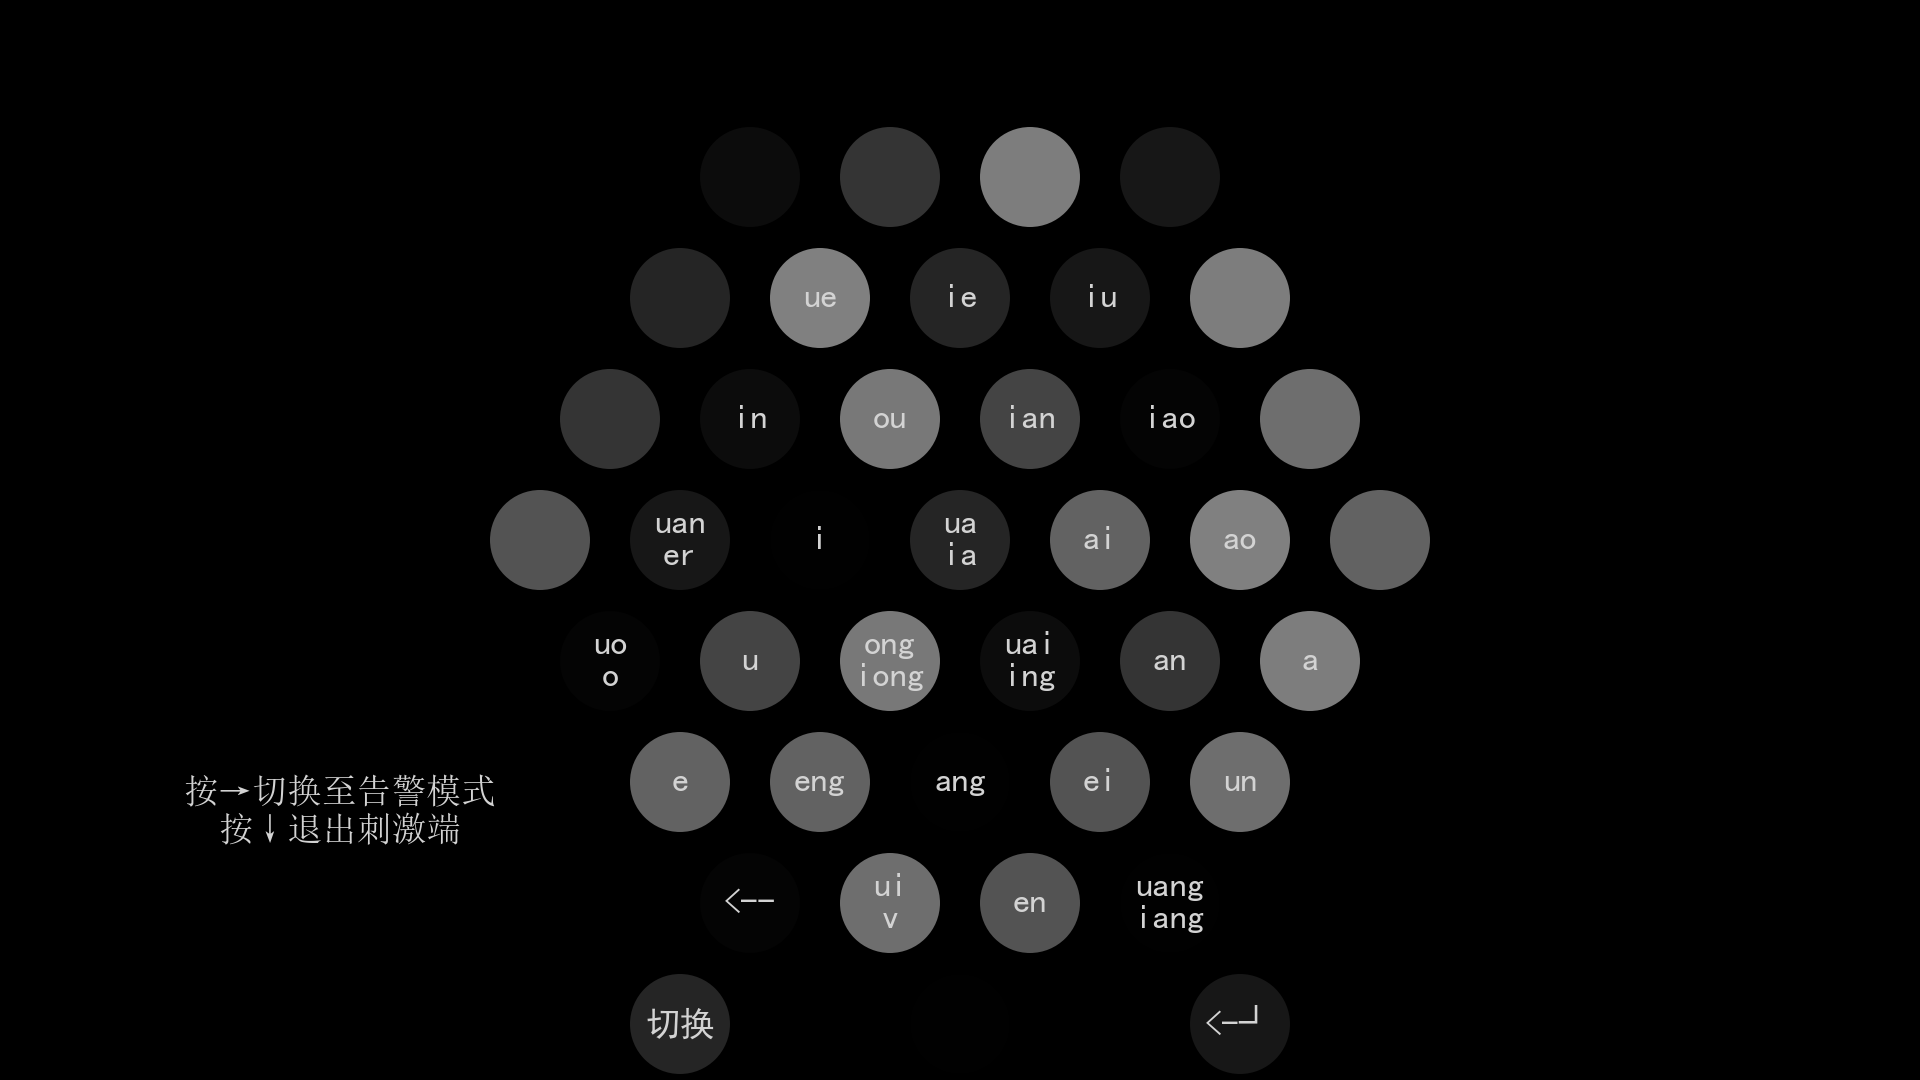 ue
ie
iu
in
ou
ian
iao
uan
er
i
ua
ia
ai
ao
uo
o
u
ong
iong
uai
ing
an
a
e
eng
ang
ei
un
按→切换至告警模式
按↓退出刺激端
<--
ui
v
en
uang
iang
切换
<-┘